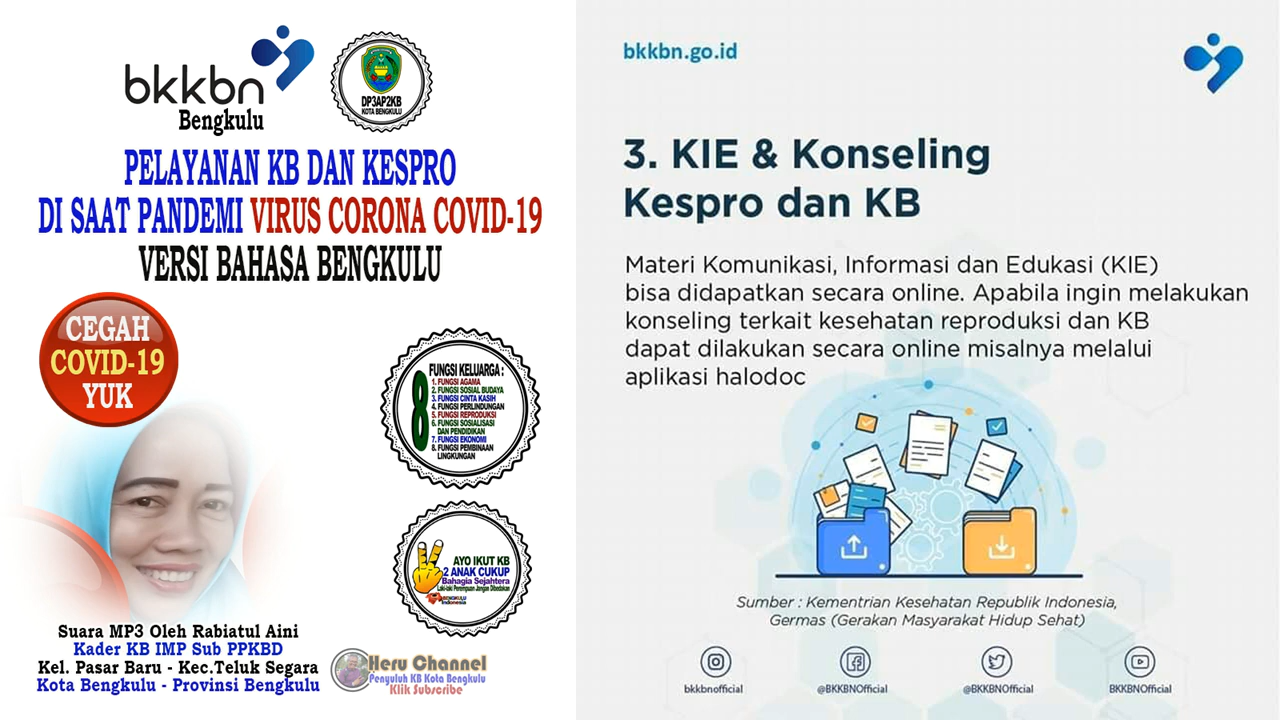 bkkbn
Bengkulu
DP3AP2KB
KOTA BENGKULU
PELAYANAN KB DAN KESPRO
DI SAAT PANDEMI VIRUS CORONA COVID-19
VERSI BAHASA BENGKULU
CEGAH
COVID-19
YUK
8 FUNGSI KELUARGA :
1. FUNGSI AGAMA
2. FUNGSI SOSIAL BUDAYA
3. FUNGSI CINTA KASIH
4. FUNGSI PERLINDUNGAN
5. FUNGSI REPRODUKSI
6. FUNGSI SOSIALISASI
DAN PENDIDIKAN
7. FUNGSI EKONOMI
8. FUNGSI PEMBINAAN
LINGKUNGAN
AYO IKUT KB
2 ANAK CUKUP
Bahagia Sejahtera
Laki-laki Perempuan Jangan Dibedakan
BENGKULU
Indonesia
Suara MP3 Oleh Rabiatul Aini
Kader KB IMP Sub PPKBD
Kel. Pasar Baru - Kec.Teluk Segara
Kota Bengkulu - Provinsi Bengkulu
Heru Channel
Penyuluh KB Kota Bengkulu
Klik Subscribe
bkkbn.go.id
3. KIE & Konseling
Kespro dan KB
Materi Komunikasi, Informasi dan Edukasi (KIE)
bisa didapatkan secara online. Apabila ingin melakukan
konseling terkait kesehatan reproduksi dan KB
dapat dilakukan secara online misalnya melalui
aplikasi halodoc
Sumber : Kementrian Kesehatan Republik Indonesia,
Germas (Gerakan Masyarakat Hidup Sehat)
bkkbnofficial
@BKKBNOfficial
@BKKBNOfficial
BKKBNOfficial